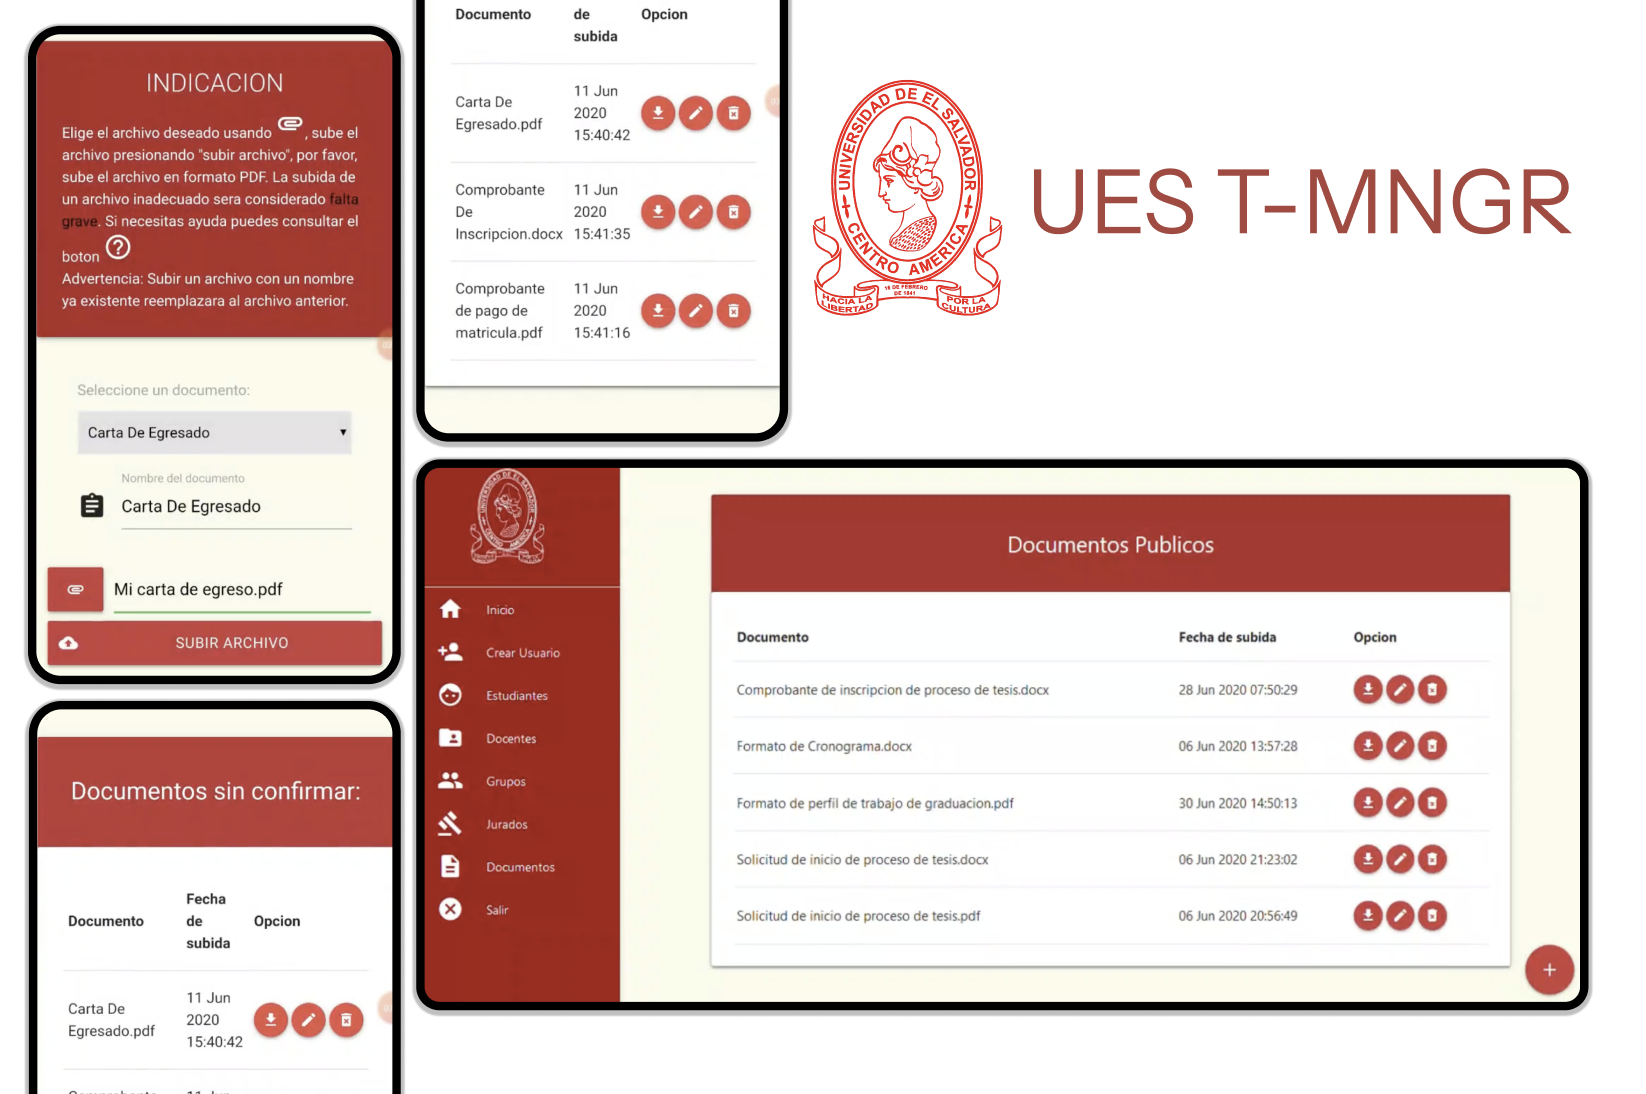 INDICACION
Elige el archivo deseado usando , sube el
archivo presionando "subir archivo", por favor,
sube el archivo en formato PDF. La subida de
un archivo inadecuado sera considerado falta
grave. Si necesitas ayuda puedes consultar el
boton
Advertencia: Subir un archivo con un nombre
ya existente reemplazara al archivo anterior.
Seleccione un documento:
Carta De Egresado
Nombre del documento
Carta De Egresado
Mi carta de egreso.pdf
SUBIR ARCHIVO
Documentos sin confirmar:
Documento Fecha de subida Opcion
Carta De Egresado.pdf 11 Jun 2020 15:40:42
Documento de subida Opcion
Carta De Egresado.pdf 11 Jun 2020 15:40:42
Comprobante De Inscripcion.docx 11 Jun 2020 15:41:35
Comprobante de pago de matricula.pdf 11 Jun 2020 15:41:16
UNIVERSIDAD DE EL SALVADOR
CENTRO AMERICA
HACIA LA LIBERTAD
16 DE FEBRERO DE 1841
POR LA CULTURA
UES T-MNGR
UNIVERSIDAD DE EL SALVADOR
CENTRO AMERICA
Inicio
Crear Usuario
Estudiantes
Docentes
Grupos
Jurados
Documentos
Salir
Documentos Publicos
Documento Fecha de subida Opcion
Comprobante de inscripcion de proceso de tesis.docx 28 Jun 2020 07:50:29
Formato de Cronograma.docx 06 Jun 2020 13:57:28
Formato de perfil de trabajo de graduacion.pdf 30 Jun 2020 14:50:13
Solicitud de inicio de proceso de tesis.docx 06 Jun 2020 21:23:02
Solicitud de inicio de proceso de tesis.pdf 06 Jun 2020 20:56:49